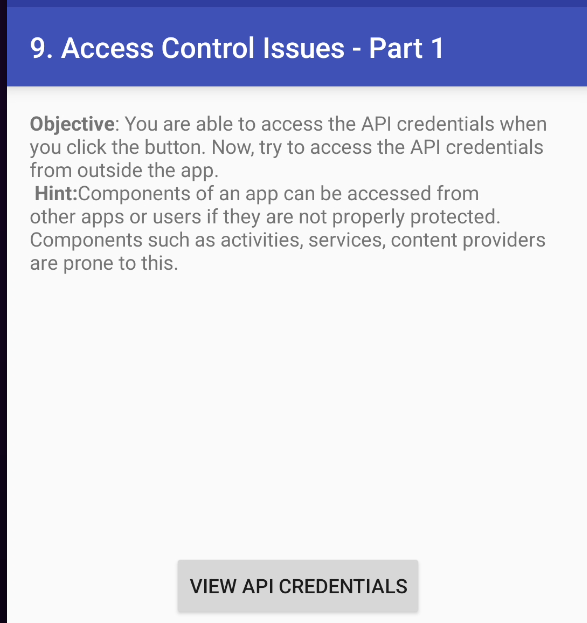 9. Access Control Issues - Part 1
Objective: You are able to access the API credentials when
you click the button. Now, try to access the API credentials
from outside the app.
Hint:Components of an app can be accessed from
other apps or users if they are not properly protected.
Components such as activities, services, content providers
are prone to this.
VIEW API CREDENTIALS